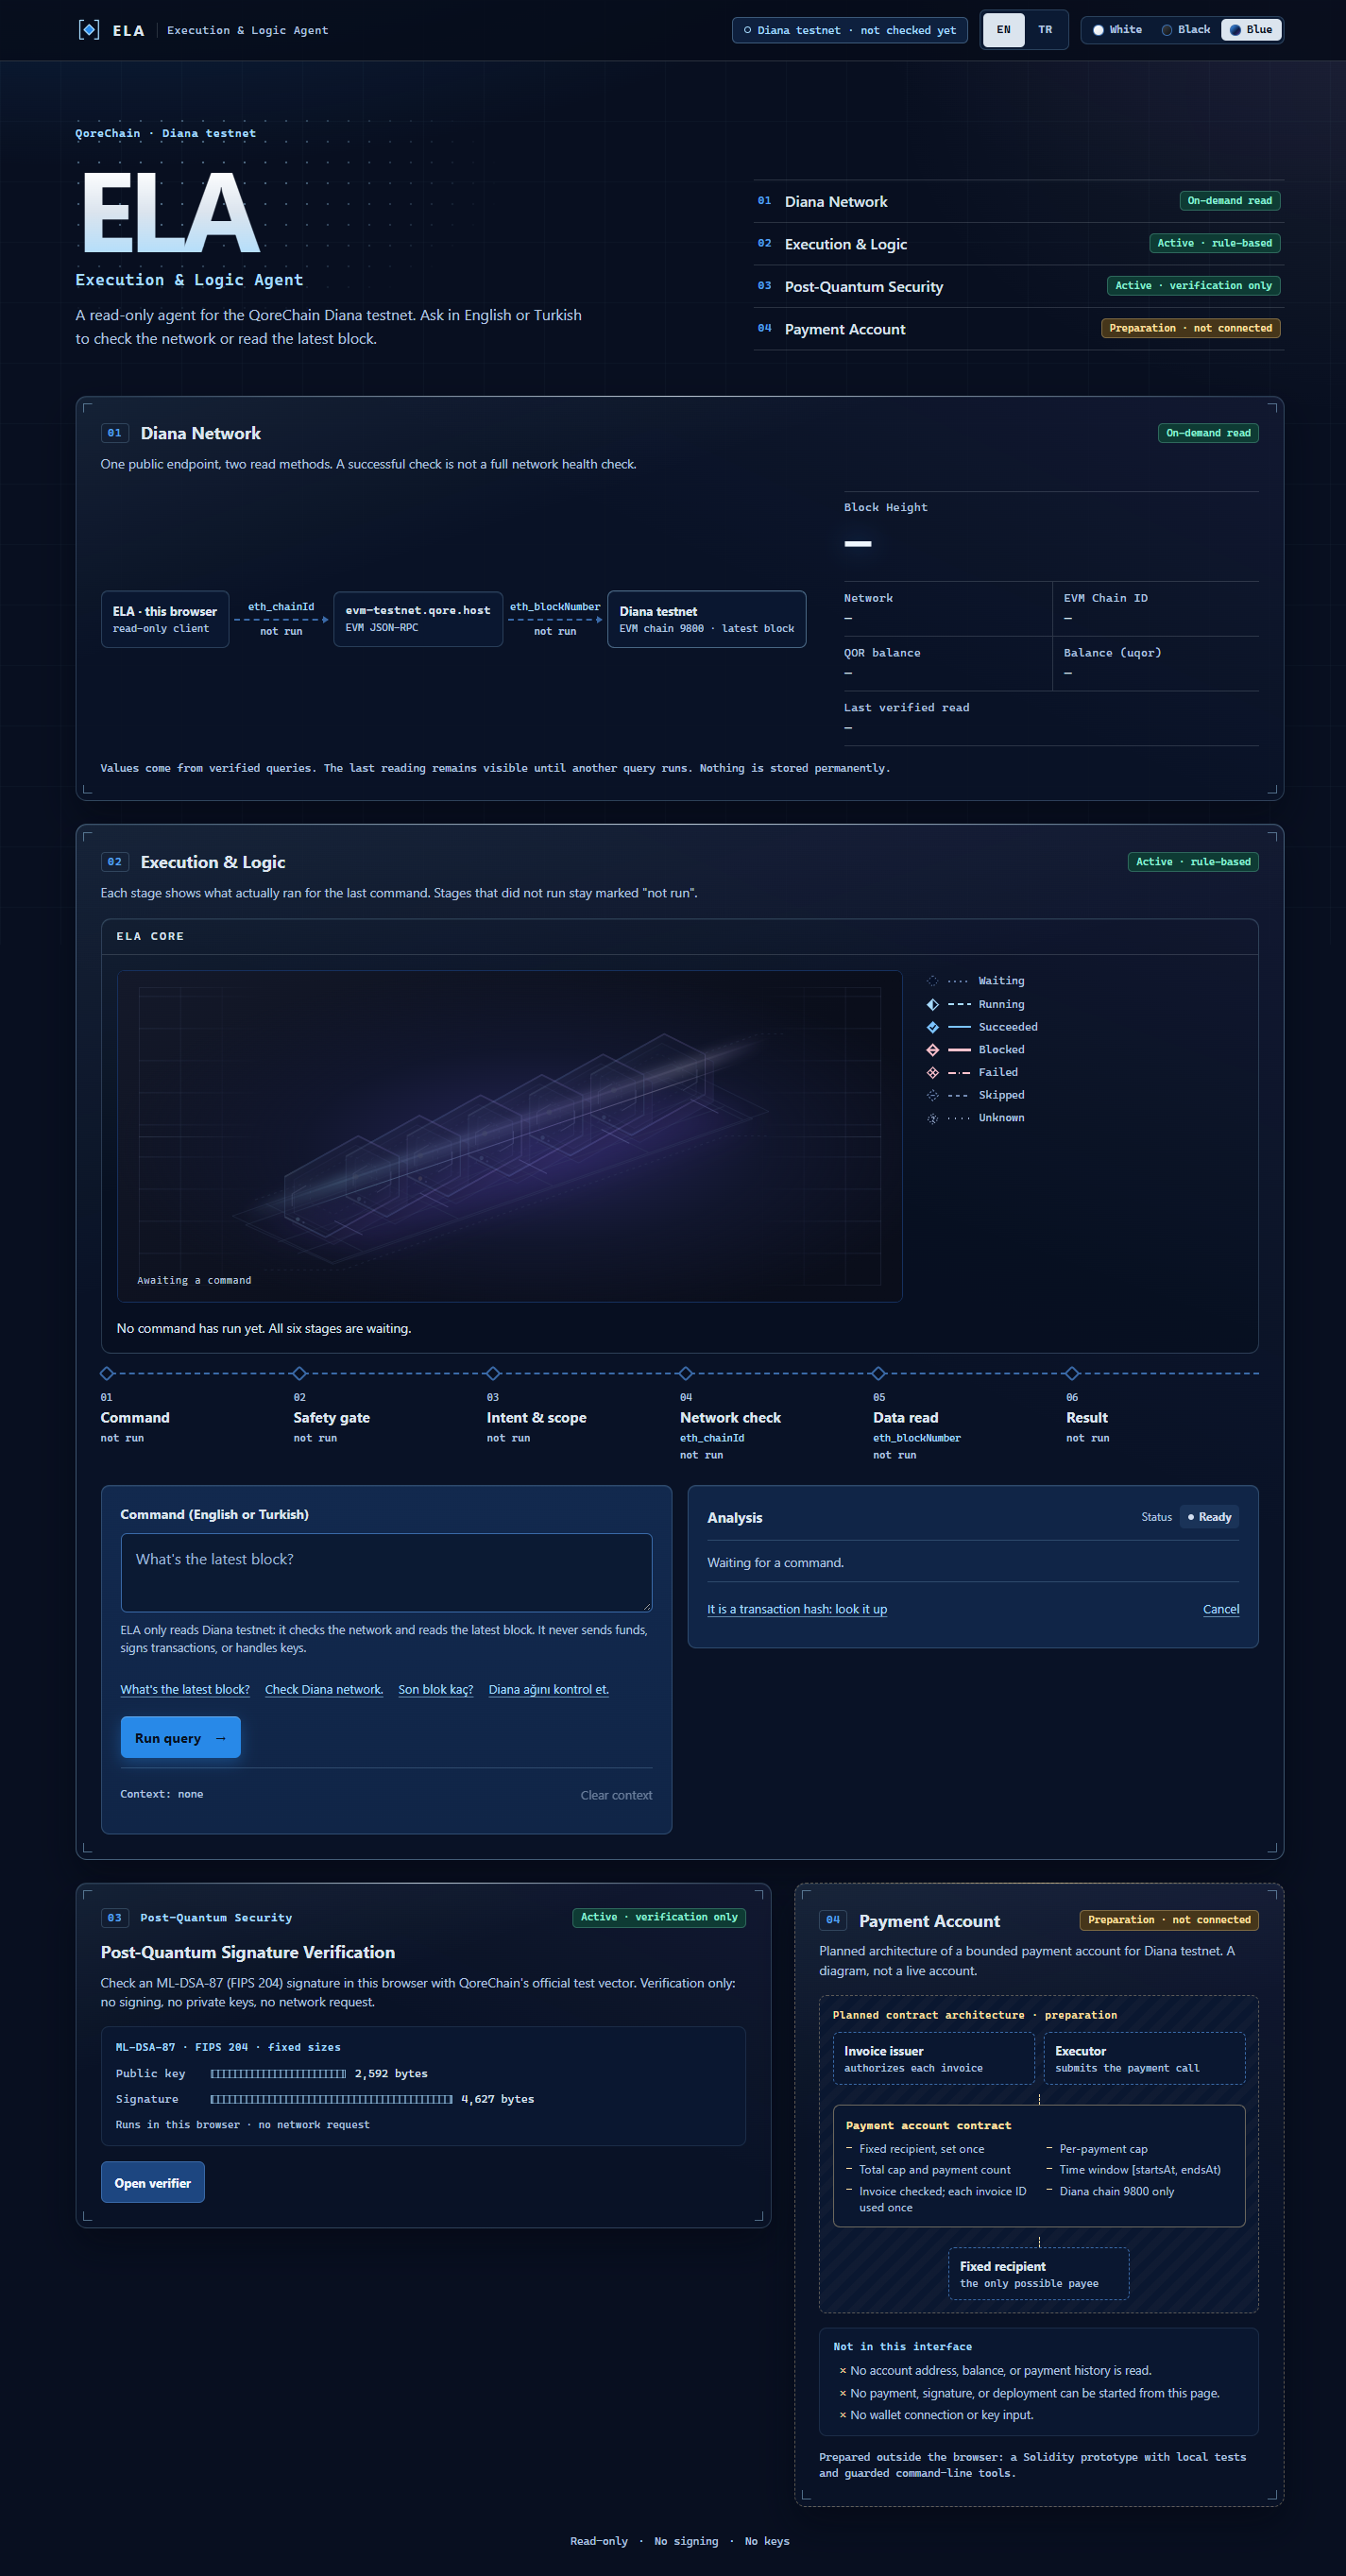 ELA
Execution & Logic Agent
Diana testnet · not checked yet
EN
TR
White
Black
Blue
QoreChain · Diana testnet
ELA
Execution & Logic Agent
A read-only agent for the QoreChain Diana testnet. Ask in English or Turkish
to check the network or read the latest block.
01 Diana Network On-demand read
02 Execution & Logic Active · rule-based
03 Post-Quantum Security Active · verification only
04 Payment Account Preparation · not connected
01 Diana Network On-demand read
One public endpoint, two read methods. A successful check is not a full network health check.
ELA · this browser
read-only client
eth_chainId
not run
evm-testnet.qore.host
EVM JSON-RPC
eth_blockNumber
not run
Diana testnet
EVM chain 9800 · latest block
Block Height
—
Network
—
EVM Chain ID
—
QOR balance
—
Balance (uqor)
—
Last verified read
—
Values come from verified queries. The last reading remains visible until another query runs. Nothing is stored permanently.
02 Execution & Logic Active · rule-based
Each stage shows what actually ran for the last command. Stages that did not run stay marked "not run".
ELA CORE
Awaiting a command
Waiting
Running
Succeeded
Blocked
Failed
Skipped
Unknown
No command has run yet. All six stages are waiting.
01
Command
not run
02
Safety gate
not run
03
Intent & scope
not run
04
Network check
eth_chainId
not run
05
Data read
eth_blockNumber
not run
06
Result
not run
Command (English or Turkish)
What's the latest block?
ELA only reads Diana testnet: it checks the network and reads the latest block. It never sends funds,
signs transactions, or handles keys.
What's the latest block? Check Diana network. Son blok kaç? Diana ağını kontrol et.
Run query →
Context: none
Clear context
Analysis
Status
Ready
Waiting for a command.
It is a transaction hash: look it up
Cancel
03 Post-Quantum Security Active · verification only
Post-Quantum Signature Verification
Check an ML-DSA-87 (FIPS 204) signature in this browser with QoreChain's official test vector. Verification only:
no signing, no private keys, no network request.
ML-DSA-87 · FIPS 204 · fixed sizes
Public key 2,592 bytes
Signature 4,627 bytes
Runs in this browser · no network request
Open verifier
04 Payment Account Preparation · not connected
Planned architecture of a bounded payment account for Diana testnet. A
diagram, not a live account.
Planned contract architecture · preparation
Invoice issuer
authorizes each invoice
Executor
submits the payment call
Payment account contract
– Fixed recipient, set once
– Per-payment cap
– Total cap and payment count
– Time window [startsAt, endsAt)
– Invoice checked; each invoice ID
used once
– Diana chain 9800 only
Fixed recipient
the only possible payee
Not in this interface
× No account address, balance, or payment history is read.
× No payment, signature, or deployment can be started from this page.
× No wallet connection or key input.
Prepared outside the browser: a Solidity prototype with local tests
and guarded command-line tools.
Read-only · No signing · No keys